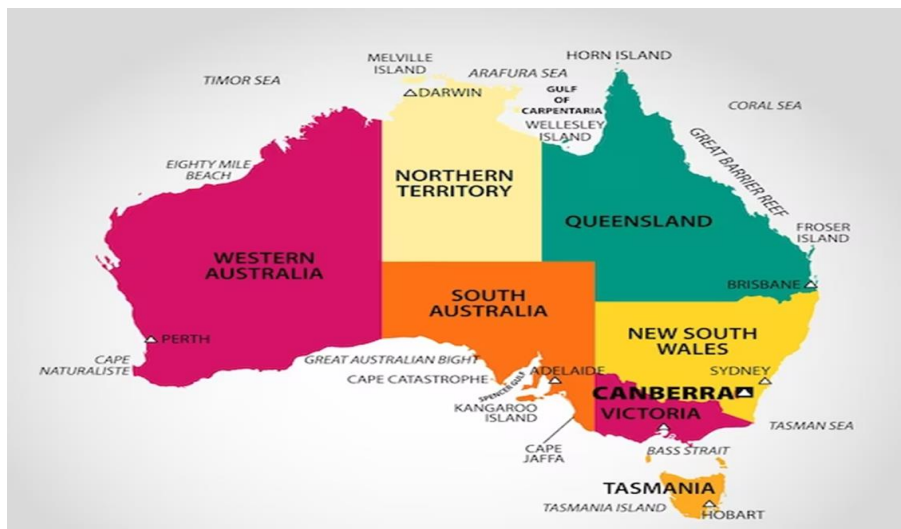 HORN ISLAND
MELVILLE
ISLAND
TIMOR SEA
ARAFURA SEA
DARWIN
GULF
OF
CARPENTARIA
CORAL SEA
WELLESLEY
ISLAND
EIGHTY MILE
BEACH
NORTHERN
TERRITORY
GREAT BARRIER REEF
QUEENSLAND
FROSER
ISLAND
WESTERN
AUSTRALIA
BRISBANE
SOUTH
AUSTRALIA
PERTH
NEW SOUTH
WALES
CAPE
NATURALISTE
GREAT AUSTRALIAN BIGHT
ADELAIDE
SYDNEY
CAPE CATASTROPHE
SPENCER GULF
CANBERRA
KANGAROO
ISLAND
VICTORIA
TASMAN SEA
CAPE
JAFFA
BASS STRAIT
TASMANIA
TASMANIA ISLAND
HOBART